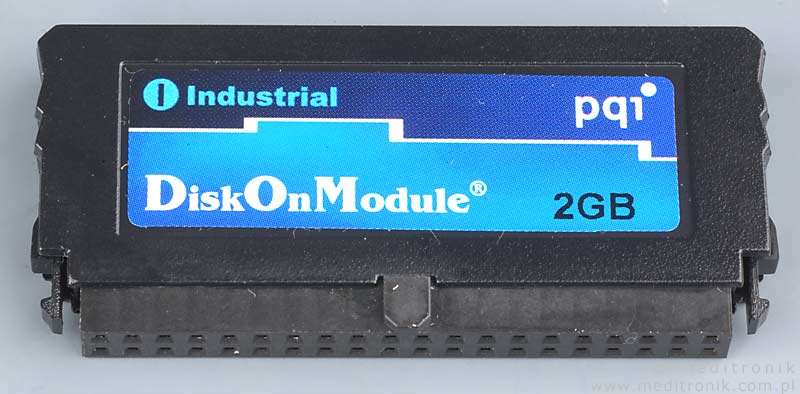 Industrial
pqi
DiskOnModule®
2GB
meditronik
www.meditronik.com.pl